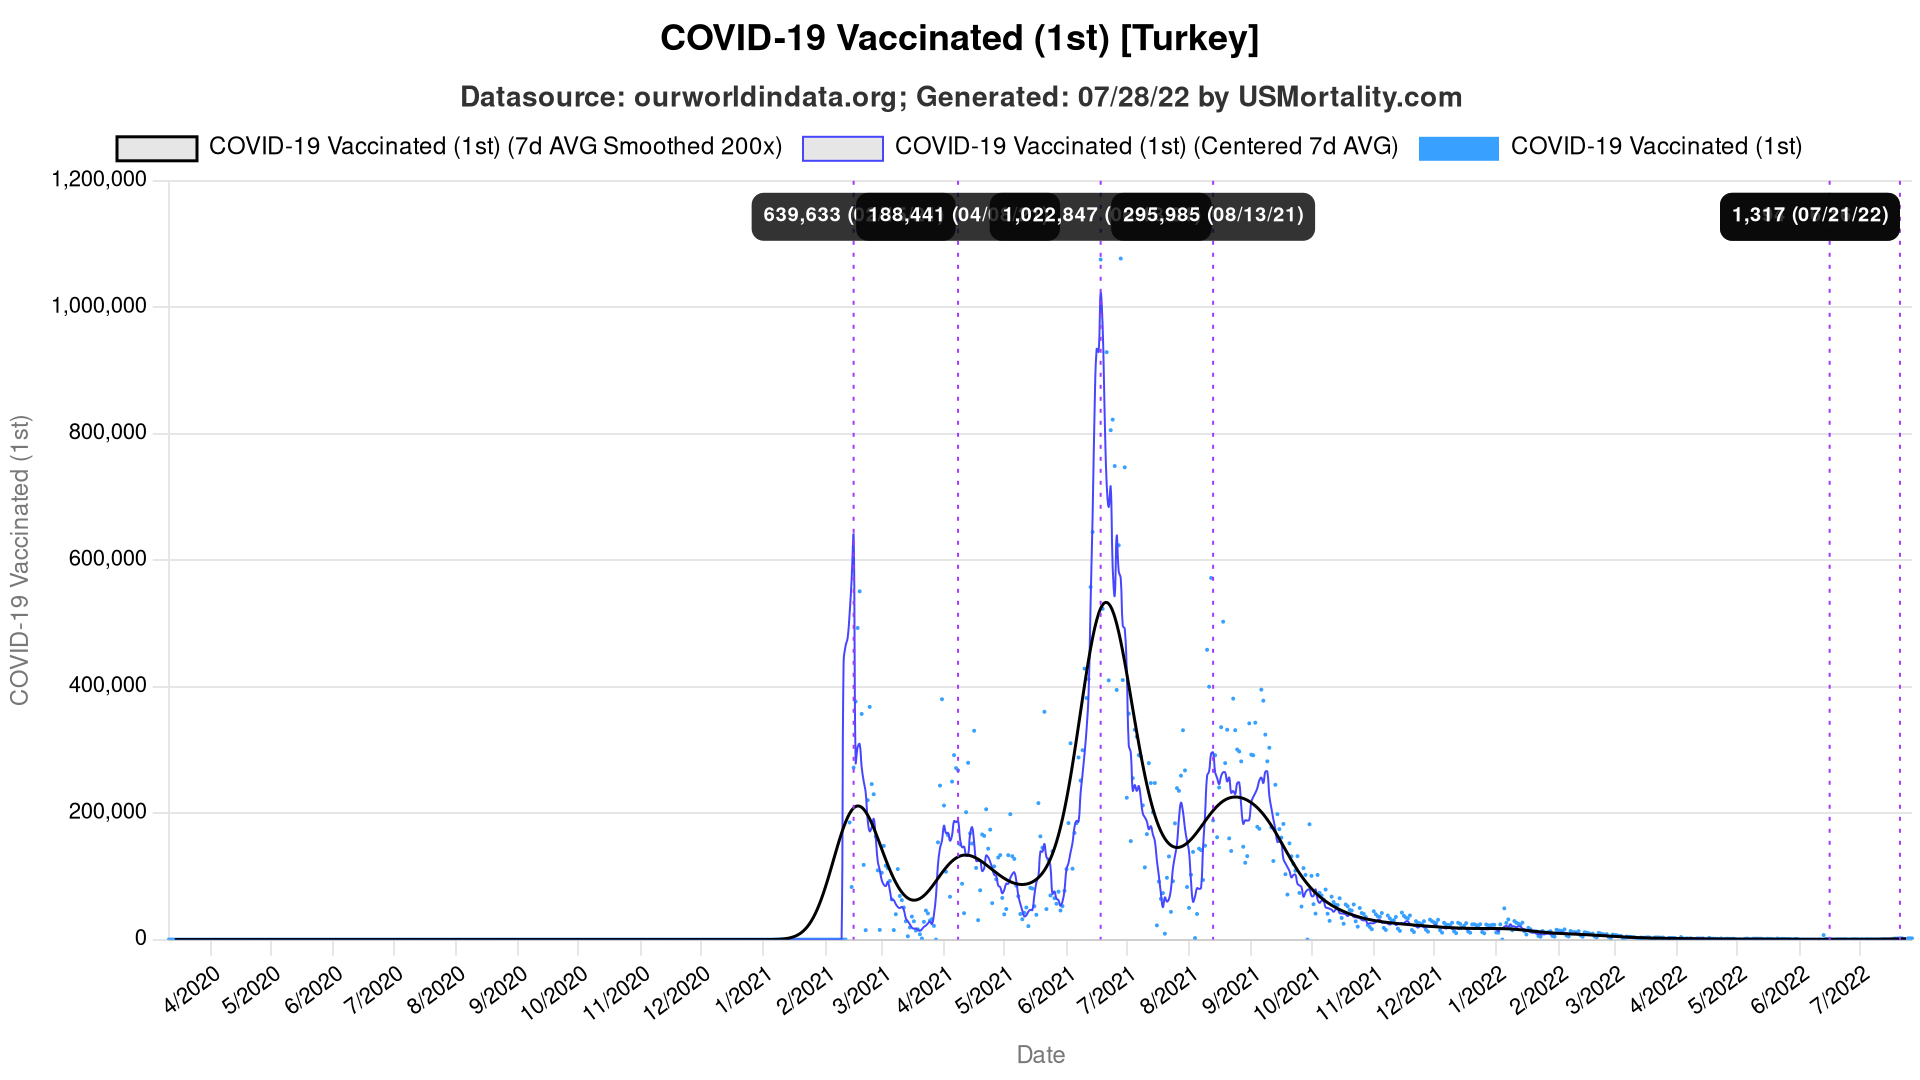 COVID-19 Vaccinated (1st) [Turkey]
Datasource: ourworldindata.org; Generated: 07/28/22 by USMortality.com
COVID-19 Vaccinated (1st) (7d AVG Smoothed 200x) COVID-19 Vaccinated (1st) (Centered 7d AVG) COVID-19 Vaccinated (1st)
1,200,000
639,633 ( 188,441 (04/ 1,022,847 ( 295,985 (08/13/21) 1,317 (07/21/22)
1,000,000
800,000
600,000
400,000
200,000
0
COVID-19 Vaccinated (1st)
4/2020 5/2020 6/2020 7/2020 8/2020 9/2020 10/2020 11/2020 12/2020 1/2021 2/2021 3/2021 4/2021 5/2021 6/2021 7/2021 8/2021 9/2021 10/2021 11/2021 12/2021 1/2022 2/2022 3/2022 4/2022 5/2022 6/2022 7/2022
Date